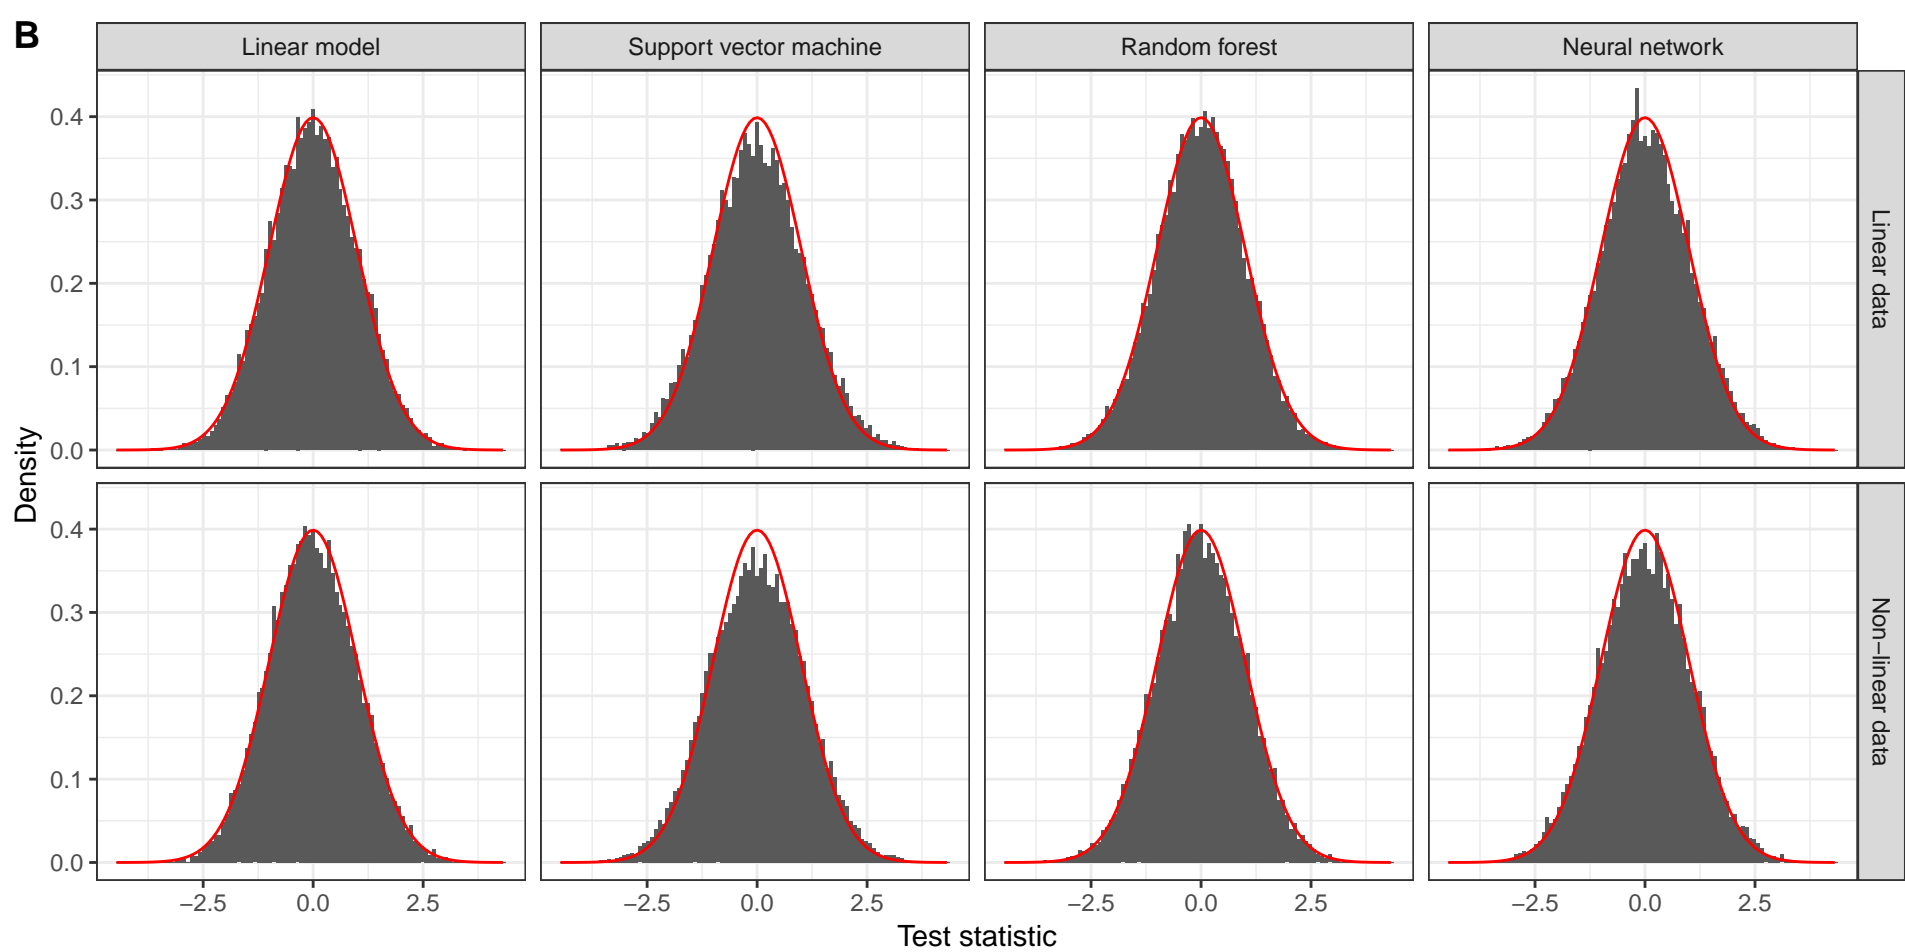 B
Linear model
Support vector machine
Random forest
Neural network
0.4
0.3
0.2
0.1
0.0
Linear data
Density
0.4
0.3
0.2
0.1
0.0
Non−linear data
−2.5 0.0 2.5
−2.5 0.0 2.5
−2.5 0.0 2.5
−2.5 0.0 2.5
Test statistic